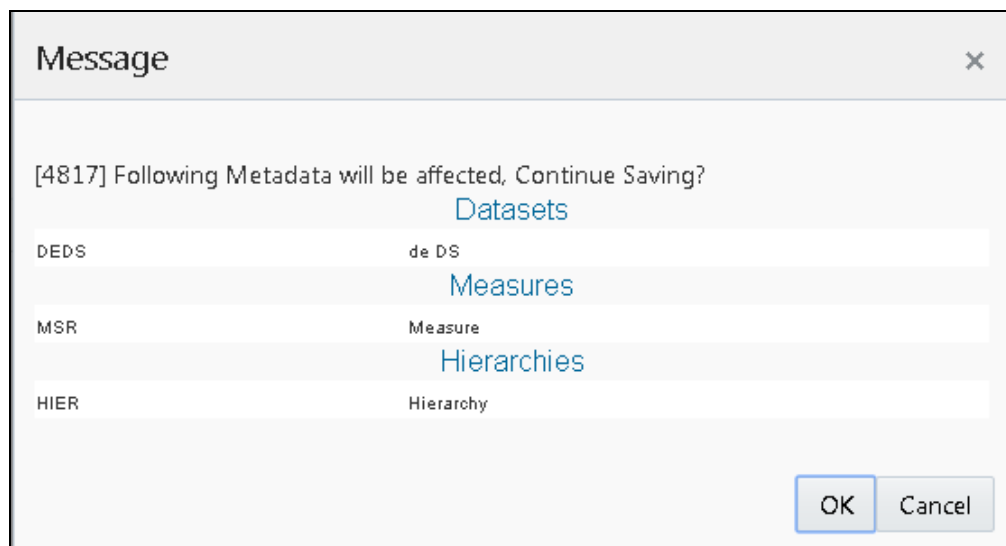 Message ×
[4817] Following Metadata will be affected, Continue Saving?
Datasets
DEDS de DS
Measures
MSR Measure
Hierarchies
HIER Hierarchy
OK Cancel